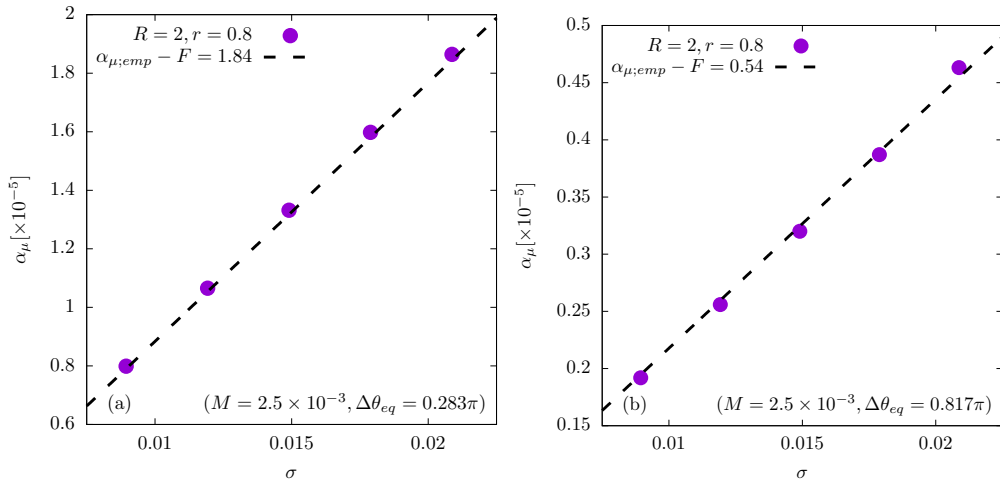 2
1.8
1.6
1.4
1.2
1
0.8
0.6
α_μ[×10^{-5}]
R = 2, r = 0.8
α_{μ;emp} − F = 1.84
(a)
(M = 2.5 × 10^{-3}, Δθ_{eq} = 0.283π)
0.01
0.015
0.02
σ
0.5
0.45
0.4
0.35
0.3
0.25
0.2
0.15
α_μ[×10^{-5}]
R = 2, r = 0.8
α_{μ;emp} − F = 0.54
(b)
(M = 2.5 × 10^{-3}, Δθ_{eq} = 0.817π)
0.01
0.015
0.02
σ